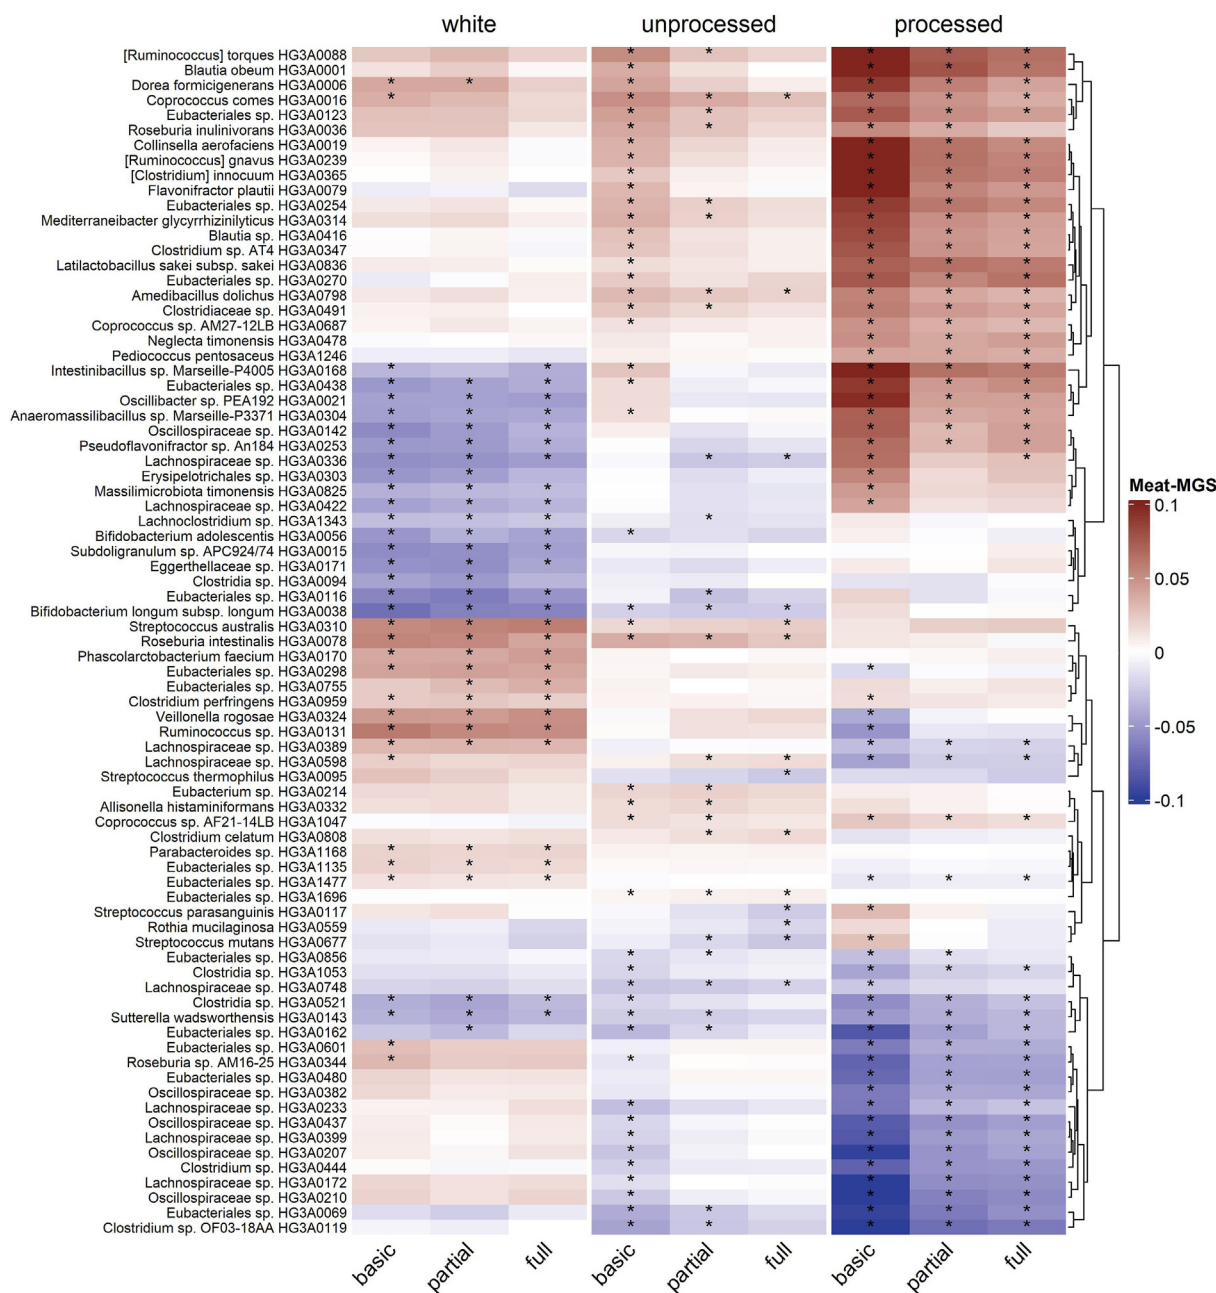 white unprocessed processed
[Ruminococcus] torques HG3A0088
Blautia obeum HG3A0001
Dorea formicigenerans HG3A0006
Coprococcus comes HG3A0016
Eubacteriales sp. HG3A0123
Roseburia inulinivorans HG3A0036
Collinsella aerofaciens HG3A0019
[Ruminococcus] gnavus HG3A0239
[Clostridium] innocuum HG3A0365
Flavonifractor plautii HG3A0079
Eubacteriales sp. HG3A0254
Mediterraneibacter glycyrrhizinilyticus HG3A0314
Blautia sp. HG3A0416
Clostridium sp. AT4 HG3A0347
Latilactobacillus sakei subsp. sakei HG3A0836
Eubacteriales sp. HG3A0270
Amedibacillus dolichus HG3A0798
Clostridiaceae sp. HG3A0491
Coprococcus sp. AM27-12LB HG3A0687
Neglecta timonensis HG3A0478
Pediococcus pentosaceus HG3A1246
Intestinibacillus sp. Marseille-P4005 HG3A0168
Eubacteriales sp. HG3A0438
Oscillibacter sp. PEA192 HG3A0021
Anaeromassilibacillus sp. Marseille-P3371 HG3A0304
Oscillospiraceae sp. HG3A0142
Pseudoflavonifractor sp. An184 HG3A0253
Lachnospiraceae sp. HG3A0336
Erysipelotrichales sp. HG3A0303
Massilimicrobiota timonensis HG3A0825
Lachnospiraceae sp. HG3A0422
Lachnoclostridium sp. HG3A1343
Bifidobacterium adolescentis HG3A0056
Subdoligranulum sp. APC924/74 HG3A0015
Eggerthellaceae sp. HG3A0171
Clostridia sp. HG3A0094
Eubacteriales sp. HG3A0116
Bifidobacterium longum subsp. longum HG3A0038
Streptococcus australis HG3A0310
Roseburia intestinalis HG3A0078
Phascolarctobacterium faecium HG3A0170
Eubacteriales sp. HG3A0298
Eubacteriales sp. HG3A0755
Clostridium perfringens HG3A0959
Veillonella rogosae HG3A0324
Ruminococcus sp. HG3A0131
Lachnospiraceae sp. HG3A0389
Lachnospiraceae sp. HG3A0598
Streptococcus thermophilus HG3A0095
Eubacterium sp. HG3A0214
Allisonella histaminiformans HG3A0332
Coprococcus sp. AF21-14LB HG3A1047
Clostridium celatum HG3A0808
Parabacteroides sp. HG3A1168
Eubacteriales sp. HG3A1135
Eubacteriales sp. HG3A1477
Eubacteriales sp. HG3A1696
Streptococcus parasanguinis HG3A0117
Rothia mucilaginosa HG3A0559
Streptococcus mutans HG3A0677
Eubacteriales sp. HG3A0856
Clostridia sp. HG3A1053
Lachnospiraceae sp. HG3A0748
Clostridia sp. HG3A0521
Sutterella wadsworthensis HG3A0143
Eubacteriales sp. HG3A0162
Eubacteriales sp. HG3A0601
Roseburia sp. AM16-25 HG3A0344
Eubacteriales sp. HG3A0480
Oscillospiraceae sp. HG3A0382
Lachnospiraceae sp. HG3A0233
Oscillospiraceae sp. HG3A0437
Lachnospiraceae sp. HG3A0399
Oscillospiraceae sp. HG3A0207
Clostridium sp. HG3A0444
Lachnospiraceae sp. HG3A0172
Oscillospiraceae sp. HG3A0210
Eubacteriales sp. HG3A0069
Clostridium sp. OF03-18AA HG3A0119
basic partial full basic partial full basic partial full
Meat-MGS
0.1
0.05
0
-0.05
-0.1